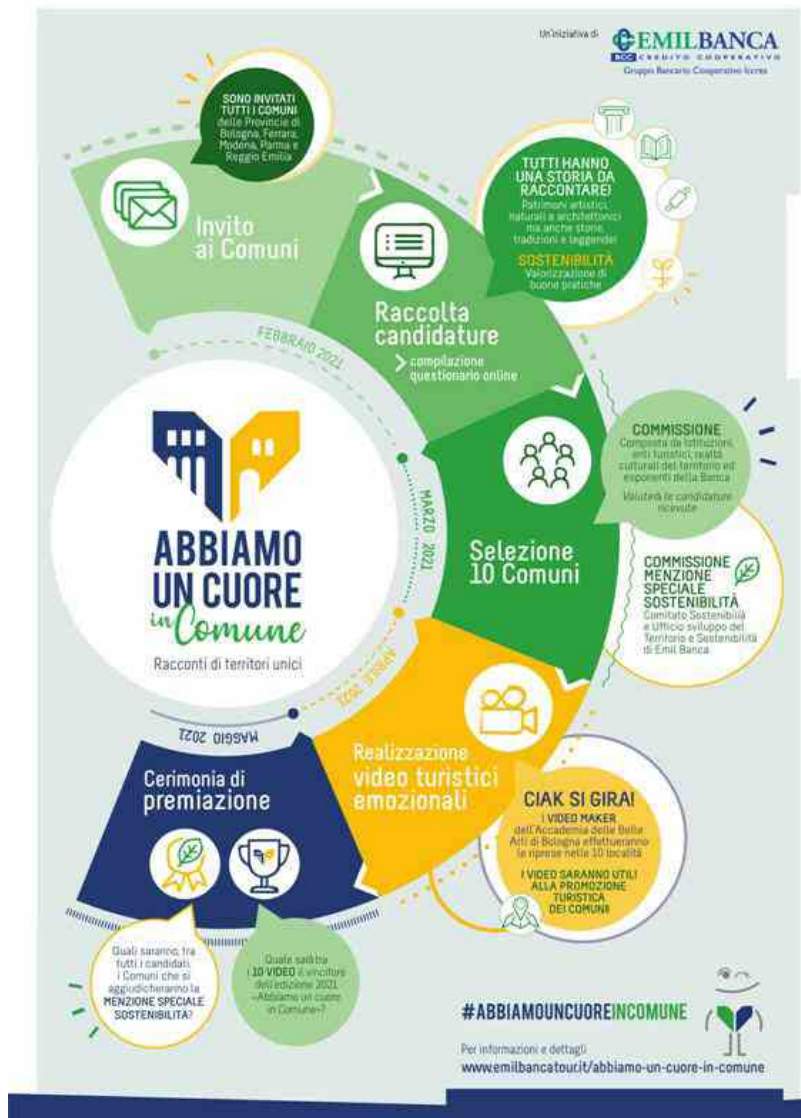 Un'iniziativa di
EMILBANCA
BCC CREDITO COOPERATIVO
Gruppo Bancario Cooperativo Iccrea
SONO INVITATI
TUTTI I COMUNI
delle Provincie di
Bologna, Ferrara,
Modena, Parma e
Reggio Emilia
Invito
ai Comuni
TUTTI HANNO
UNA STORIA DA
RACCONTARE!
Patrimoni artistici,
naturali e architettonici
ma anche storie,
tradizioni e leggende!
SOSTENIBILITÀ
Valorizzazione di
buone pratiche
Raccolta
candidature
> compilazione
questionario online
FEBBRAIO 2021
COMMISSIONE
Composta da Istituzioni,
enti turistici, realtà
culturali del territorio ed
esponenti della Banca
Valuterà le candidature
ricevute
Selezione
10 Comuni
MARZO 2021
COMMISSIONE
MENZIONE
SPECIALE
SOSTENIBILITÀ
Comitato Sostenibilità
e Ufficio sviluppo del
Territorio e Sostenibilità
di Emil Banca
ABBIAMO
UN CUORE
in Comune
Racconti di territori unici
APRILE 2021
Realizzazione
video turistici
emozionali
CIAK SI GIRA!
I VIDEO MAKER
dell'Accademia delle Belle
Arti di Bologna effettueranno
le riprese nelle 10 località
I VIDEO SARANNO UTILI
ALLA PROMOZIONE
TURISTICA
DEI COMUNI!
MAGGIO 2021
Cerimonia di
premiazione
Quali saranno, tra
tutti i candidati,
i Comuni che si
aggiudicheranno la
MENZIONE SPECIALE
SOSTENIBILITÀ?
Quale sarà tra
i 10 VIDEO il vincitore
dell'edizione 2021
«Abbiamo un cuore
in Comune»?
#ABBIAMOUNCUOREINCOMUNE
Per informazioni e dettagli
www.emilbancatour.it/abbiamo-un-cuore-in-comune